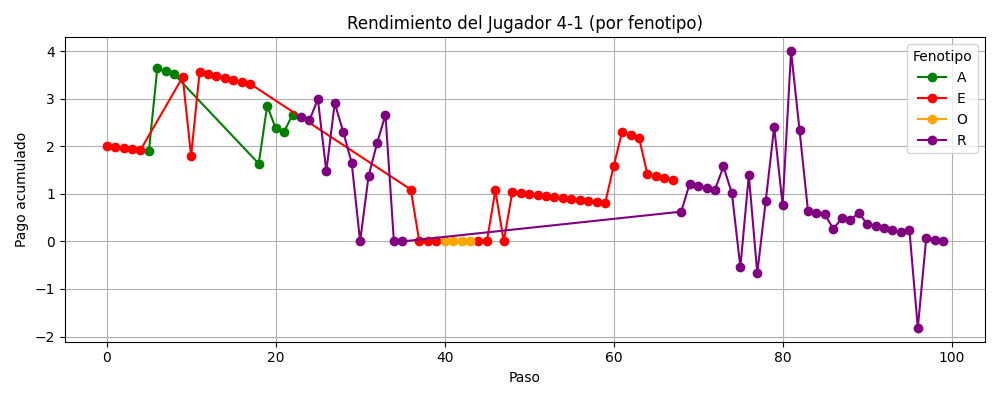 Rendimiento del Jugador 4-1 (por fenotipo)
Pago acumulado
4
3
2
1
0
−1
−2
Fenotipo
A
E
O
R
0
20
40
60
80
100
Paso